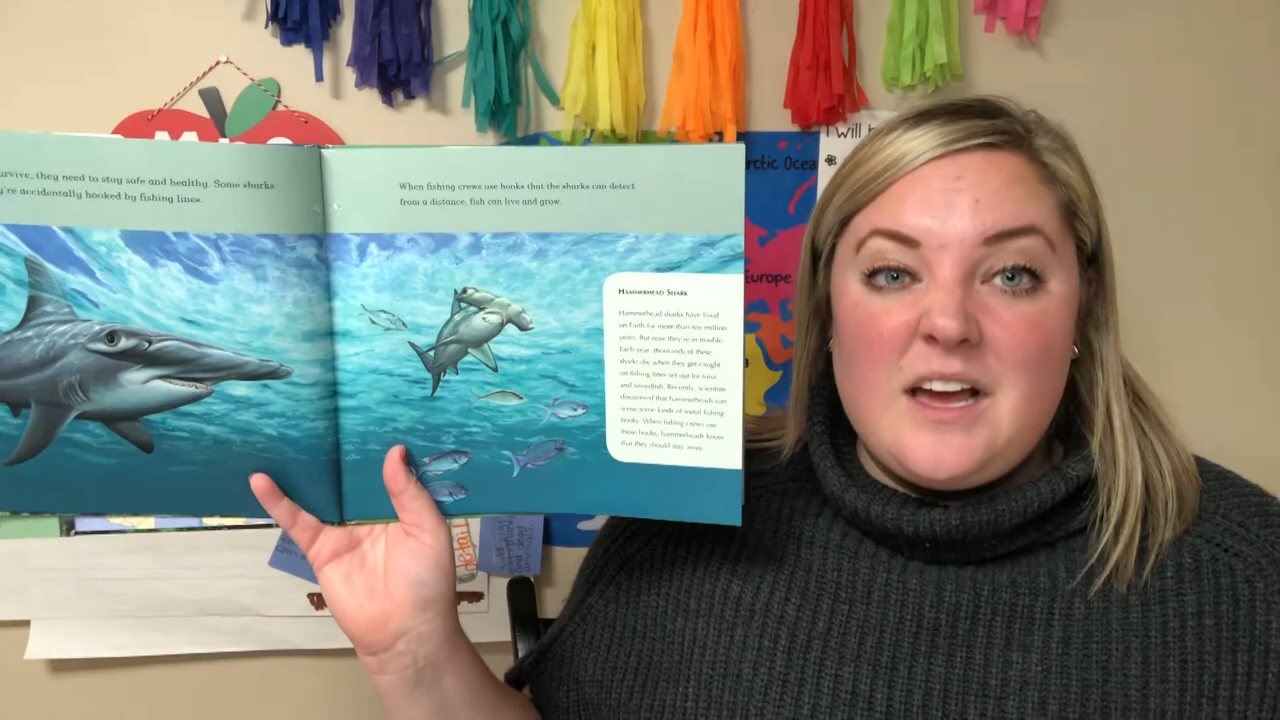 survive, they need to stay safe and healthy. Some sharks
they're accidentally hooked by fishing lines.
When fishing crews use hooks that the sharks can detect
from a distance, fish can live and grow.
Hammerhead Shark
Hammerhead sharks have lived
on Earth for more than ten million
years. But now they're in trouble.
Each year, thousands of these
sharks die when they get caught
on fishing lines set out for tuna
and swordfish. Recently, scientists
discovered that hammerheads can
sense some kinds of metal fishing
hooks. When fishing crews use
these hooks, hammerheads know
that they should stay away.
I will
Arctic Ocea
Europe
detail